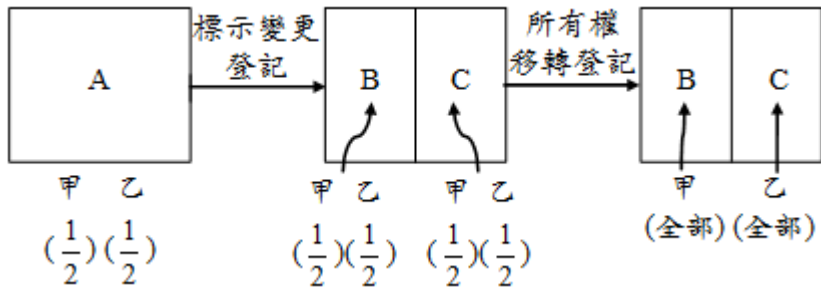 標示變更
登記
所有權
移轉登記
A
B
C
B
C
甲 乙
甲 乙
甲 乙
甲
乙
(1/2)(1/2)
(1/2)(1/2)
(1/2)(1/2)
(全部)(全部)